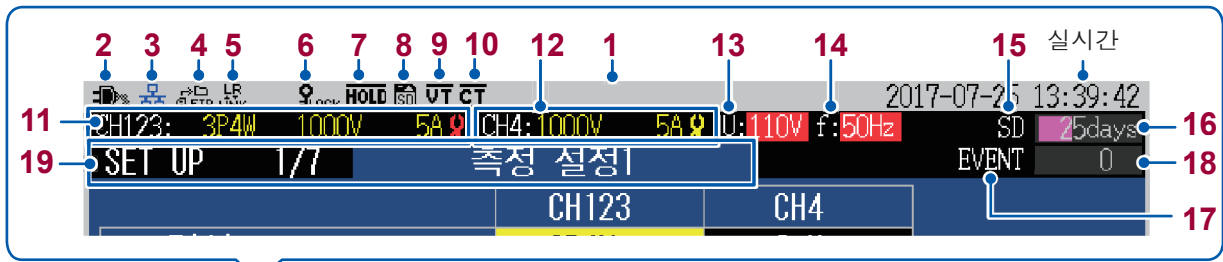 2 3 4 5 6 7 8 9 10 12 1 13 14 15 실시간
LOCK HOLD SD VT CT 2017-07-25 13:39:42
11 CH123: 3P4W 1000V 5A CH4:1000V 5A U:110V f:50Hz SD 25days 16
19 SET UP 1/7 측정 설정1 EVENT 0 18
CH123 CH4 17